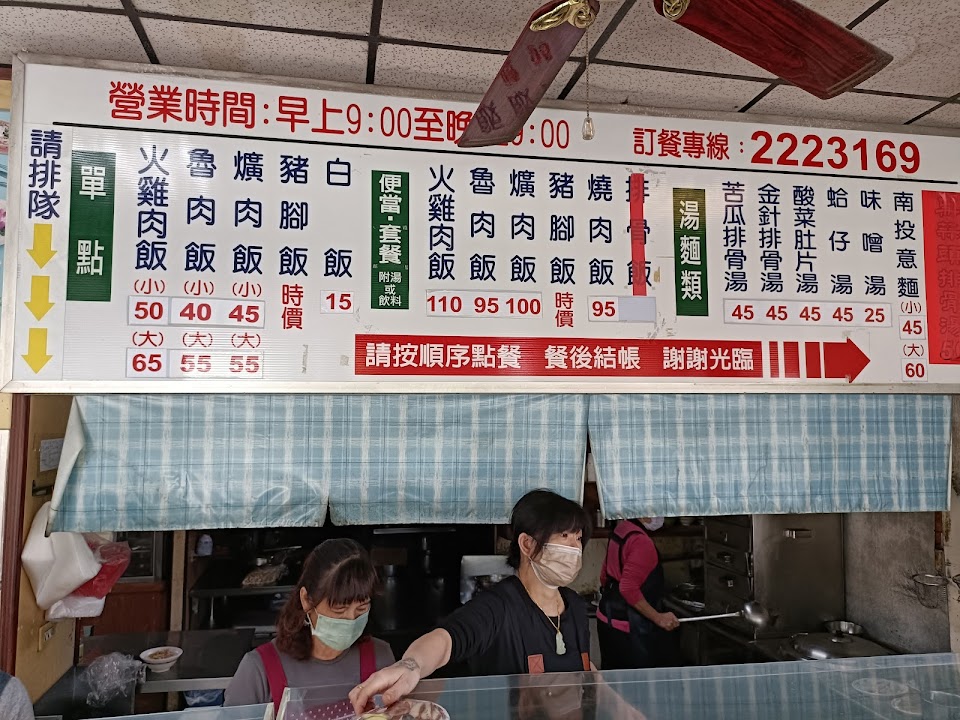 營業時間：早上9:00至晚 9:00
訂餐專線：2223169
請排隊
單點
火雞肉飯
(小)
50
(大)
65
魯肉飯
(小)
40
(大)
55
爌肉飯
(小)
45
(大)
55
豬腳飯
時價
白飯
15
便當·套餐
附湯或飲料
火雞肉飯
110
魯肉飯
95
爌肉飯
100
豬腳飯
時價
燒肉飯
95
排骨飯
湯麵類
苦瓜排骨湯
45
金針排骨湯
45
酸菜肚片湯
45
蛤仔湯
45
味噌湯
25
南投意麵
(小)
45
(大)
60
請按順序點餐 餐後結帳 謝謝光臨